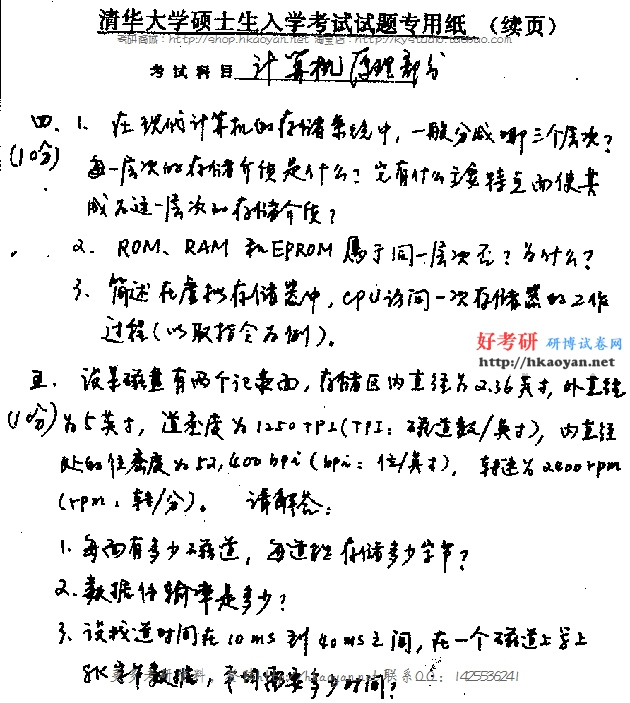 清华大学硕士生入学考试试题专用纸 (续页)
考研商城:http://shop.hkaoyan.net 淘宝店:http://ky4studo.taobao.com
考试科目 计算机原理部分
四、1. 在现代计算机的存储系统中, 一般分成哪三个层次?
(10分) 每一层次的存储介质是什么? 它有什么主要特点而使其
成为这一层次的存储介质?
2. ROM、RAM 和 EPROM 属于同一层次否? 为什么?
3. 简述在虚拟存储器中, CPU访问一次存储器的工作
过程(以取指令为例)。
好考研 研博试卷网
http://hkaoyan.net
五、设某磁盘有两个记录面, 存储区内直径为2.36英寸, 外直径
(10分) 为5英寸, 道密度为1250TPI(TPI: 磁道数/英寸), 内直径
处的位密度为52,400bpi(bpi: 位/英寸), 转速为2400rpm
(rpm: 转/分)。 请解答:
1. 每面有多少磁道, 每道能存储多少字节?
2. 数据传输率是多少?
3. 设找道时间在10ms到40ms之间, 在一个磁道上写上
8K字节数据, 平均需要多少时间?
联系QQ: 1425536241